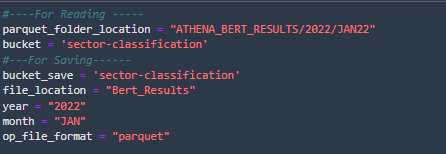 #----For Reading -----
parquet_folder_location = "ATHENA_BERT_RESULTS/2022/JAN22"
bucket = 'sector-classification'
#---For Saving------
bucket_save = 'sector-classification'
file_location = "Bert_Results"
year = "2022"
month = "JAN"
op_file_format = "parquet"